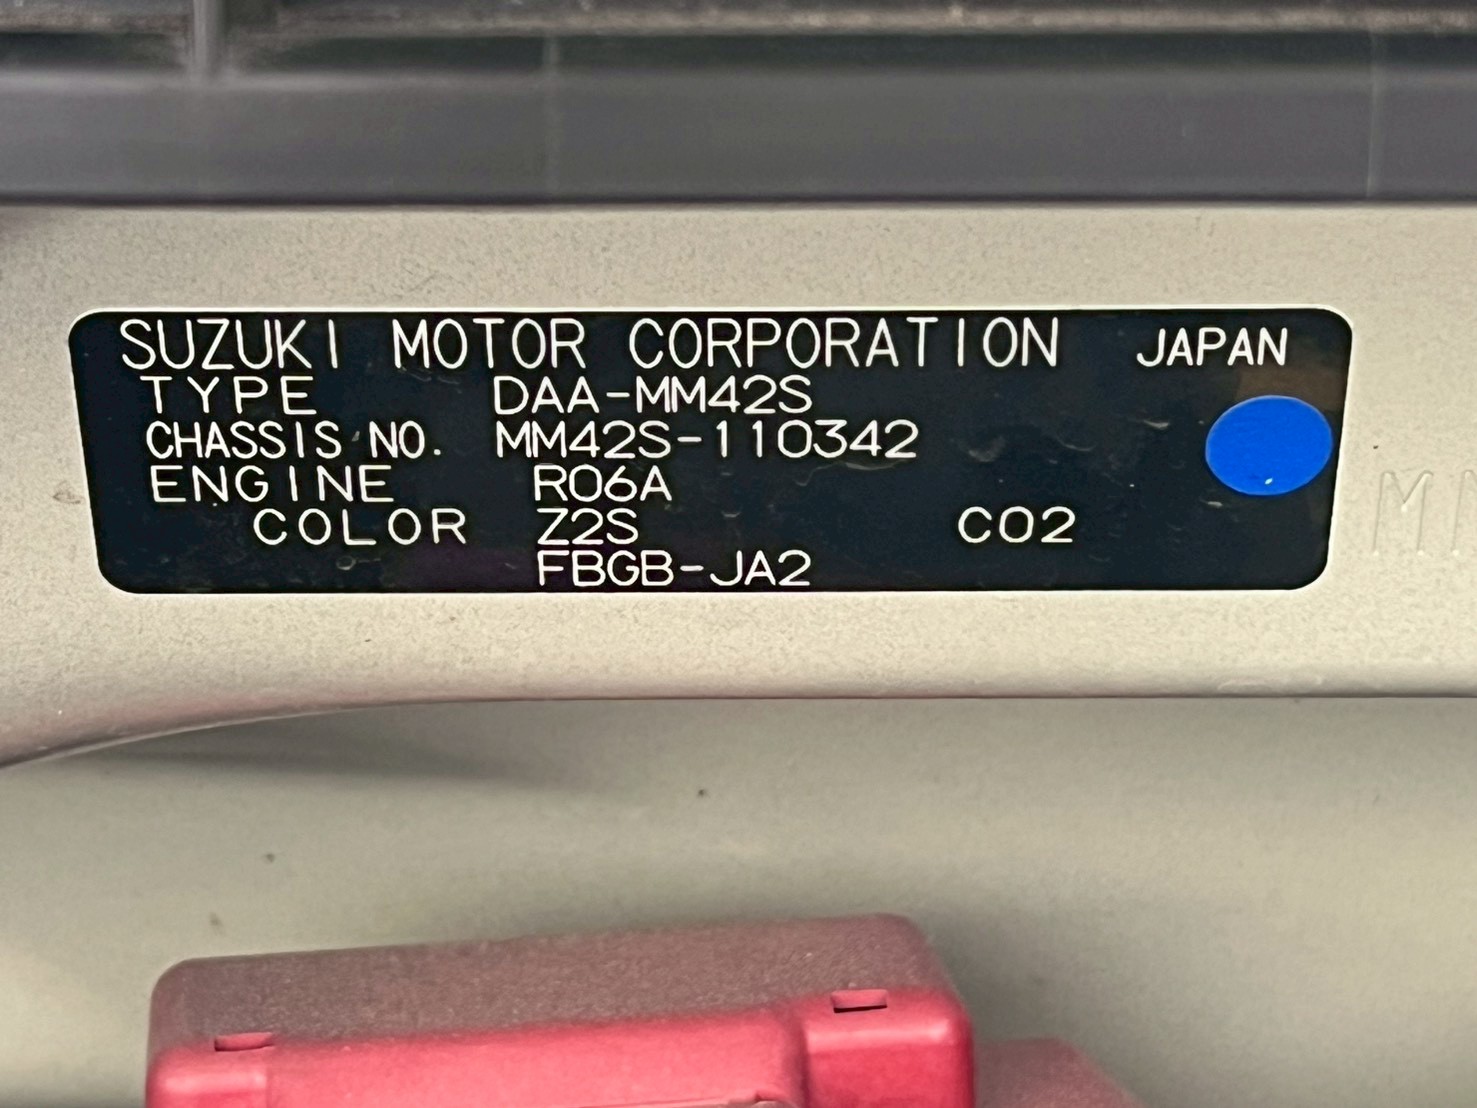 SUZUKI MOTOR CORPORATION JAPAN
TYPE DAA-MM42S
CHASSIS NO. MM42S-110342
ENGINE R06A
COLOR Z2S C02
FBGB-JA2